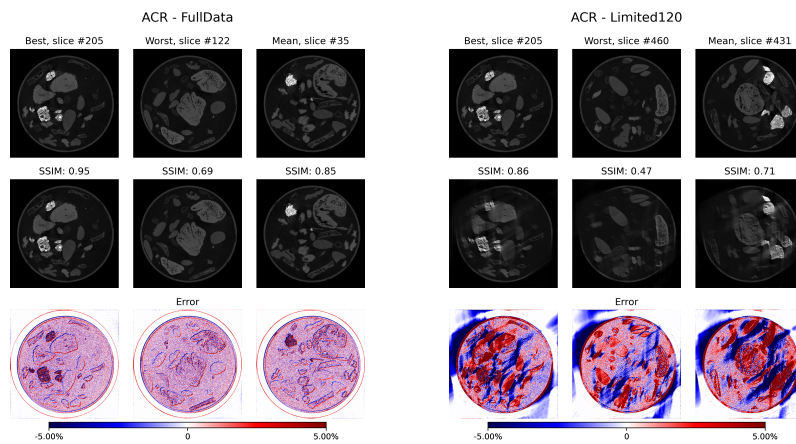 ACR - FullData
Best, slice #205
Worst, slice #122
Mean, slice #35
SSIM: 0.95
SSIM: 0.69
SSIM: 0.85
Error
-5.00%
0
5.00%
ACR - Limited120
Best, slice #205
Worst, slice #460
Mean, slice #431
SSIM: 0.86
SSIM: 0.47
SSIM: 0.71
Error
-5.00%
0
5.00%